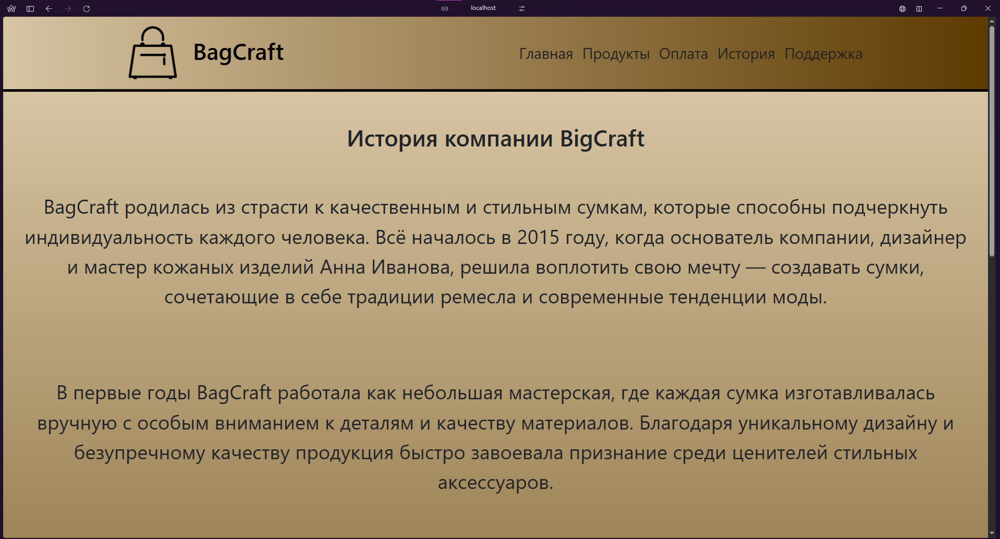 localhost
BagCraft
Главная Продукты Оплата История Поддержка
История компании BigCraft
BagCraft родилась из страсти к качественным и стильным сумкам, которые способны подчеркнуть
индивидуальность каждого человека. Всё началось в 2015 году, когда основатель компании, дизайнер
и мастер кожаных изделий Анна Иванова, решила воплотить свою мечту — создавать сумки,
сочетающие в себе традиции ремесла и современные тенденции моды.
В первые годы BagCraft работала как небольшая мастерская, где каждая сумка изготавливалась
вручную с особым вниманием к деталям и качеству материалов. Благодаря уникальному дизайну и
безупречному качеству продукция быстро завоевала признание среди ценителей стильных
аксессуаров.